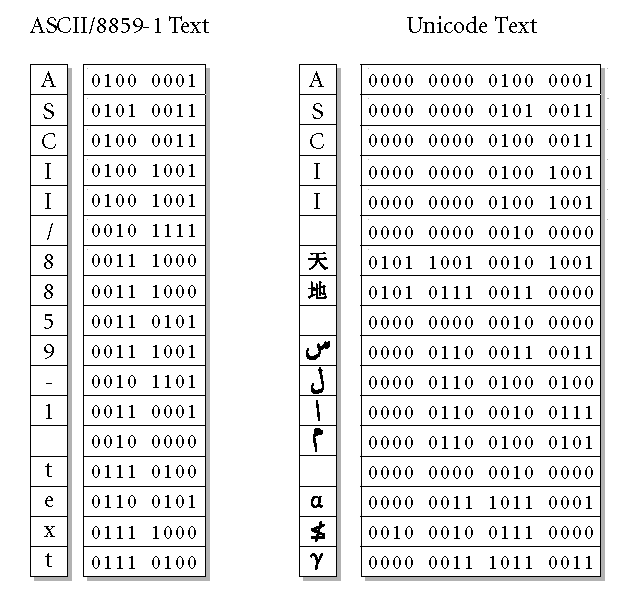 ASCII/8859-1 Text Unicode Text
A 0100 0001 A 0000 0000 0100 0001
S 0101 0011 S 0000 0000 0101 0011
C 0100 0011 C 0000 0000 0100 0011
I 0100 1001 I 0000 0000 0100 1001
I 0100 1001 I 0000 0000 0100 1001
/ 0010 1111 0000 0000 0010 0000
8 0011 1000 天 0101 1001 0010 1001
8 0011 1000 地 0101 0111 0011 0000
5 0011 0101 0000 0000 0010 0000
9 0011 1001 س 0000 0110 0011 0011
- 0010 1101 ل 0000 0110 0100 0100
1 0011 0001 ا 0000 0110 0010 0111
0010 0000 م 0000 0110 0100 0101
t 0111 0100 0000 0000 0010 0000
e 0110 0101 α 0000 0011 1011 0001
x 0111 1000 ≰ 0010 0010 0111 0000
t 0111 0100 γ 0000 0011 1011 0011